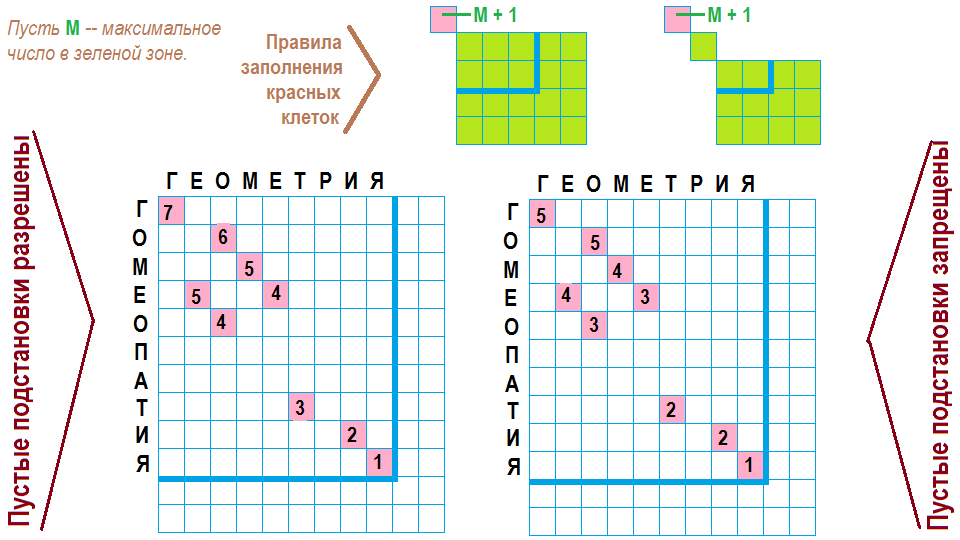 Пусть М -- максимальное
число в зеленой зоне.
Правила
заполнения
красных
клеток
М + 1
М + 1
Пустые подстановки разрешены
Г Е О М Е Т Р И Я
Г 7
О 6
М 5
Е 5 4
О 4
П
А
Т 3
И 2
Я 1
Г Е О М Е Т Р И Я
Г 5
О 5
М 4
Е 4 3
О 3
П
А
Т 2
И 2
Я 1
Пустые подстановки запрещены